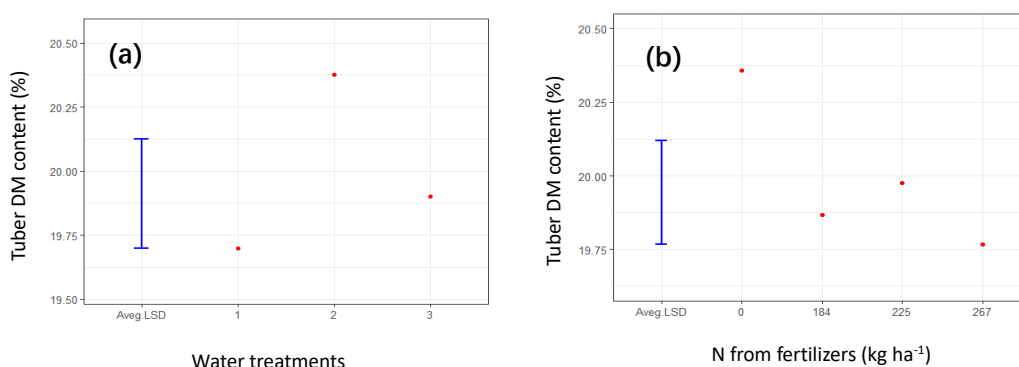 (a)
Tuber DM content (%)
20.50
20.25
20.00
19.75
19.50
Aveg.LSD 1 2 3
Water treatments
(b)
Tuber DM content (%)
20.50
20.25
20.00
19.75
Aveg.LSD 0 184 225 267
N from fertilizers (kg ha-1)